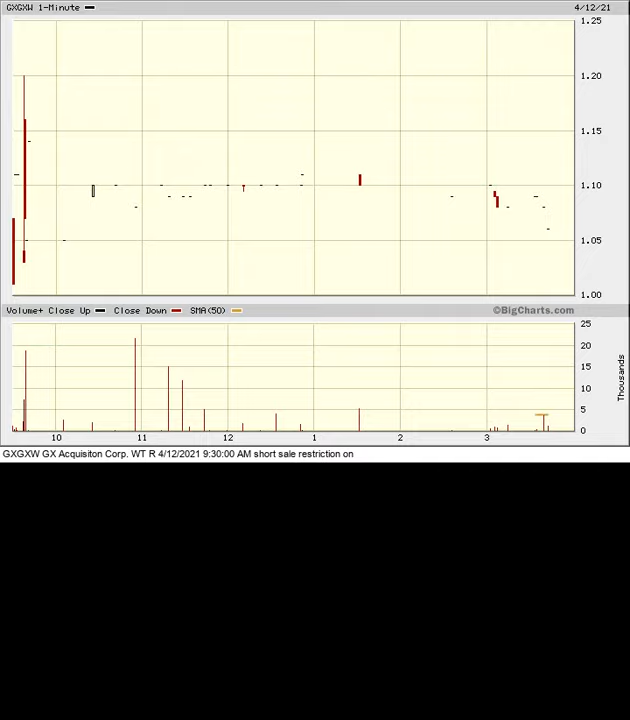 GXGXW 1-Minute 4/12/21
1.25
1.20
1.15
1.10
1.05
1.00
Volume+ Close Up Close Down SMA(50) ©BigCharts.com
25
20
15
10
5
0
Thousands
10 11 12 1 2 3
GXGXW GX Acquisiton Corp. WT R 4/12/2021 9:30:00 AM short sale restriction on